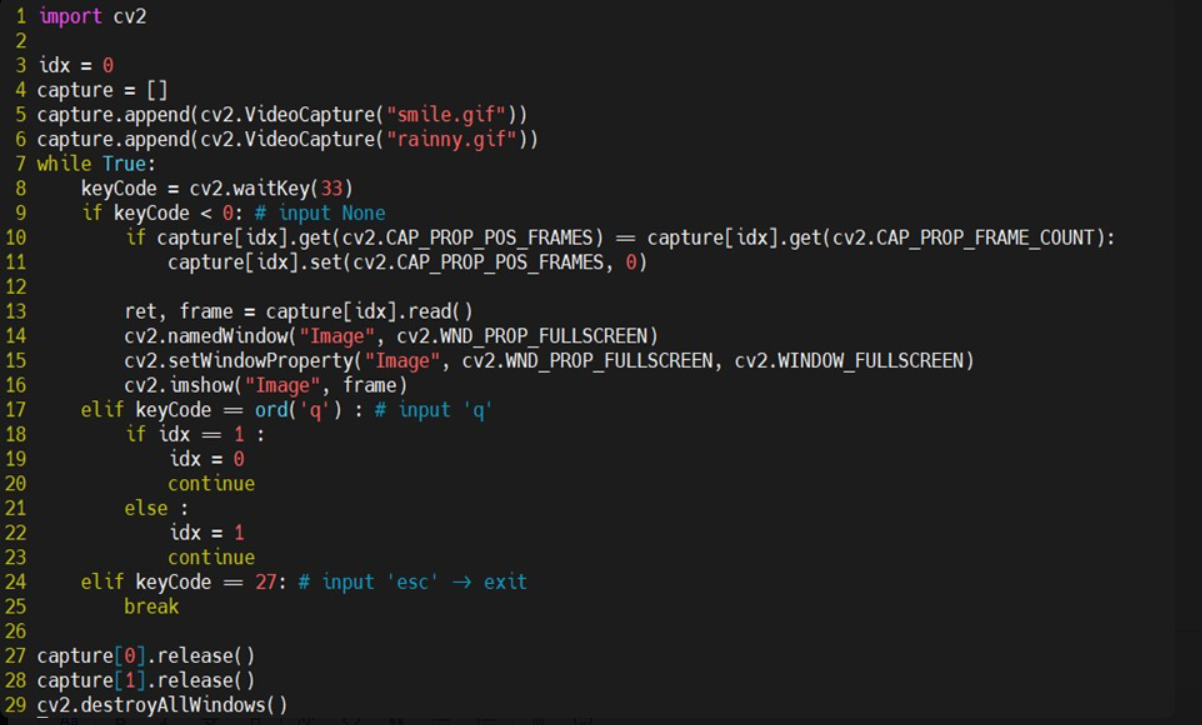 1 import cv2
2
3 idx = 0
4 capture = []
5 capture.append(cv2.VideoCapture("smile.gif"))
6 capture.append(cv2.VideoCapture("rainny.gif"))
7 while True:
8     keyCode = cv2.waitKey(33)
9     if keyCode < 0: # input None
10         if capture[idx].get(cv2.CAP_PROP_POS_FRAMES) == capture[idx].get(cv2.CAP_PROP_FRAME_COUNT):
11             capture[idx].set(cv2.CAP_PROP_POS_FRAMES, 0)
12
13         ret, frame = capture[idx].read()
14         cv2.namedWindow("Image", cv2.WND_PROP_FULLSCREEN)
15         cv2.setWindowProperty("Image", cv2.WND_PROP_FULLSCREEN, cv2.WINDOW_FULLSCREEN)
16         cv2.imshow("Image", frame)
17     elif keyCode == ord('q') : # input 'q'
18         if idx == 1 :
19             idx = 0
20             continue
21         else :
22             idx = 1
23             continue
24     elif keyCode == 27: # input 'esc' -> exit
25         break
26
27 capture[0].release()
28 capture[1].release()
29 cv2.destroyAllWindows()